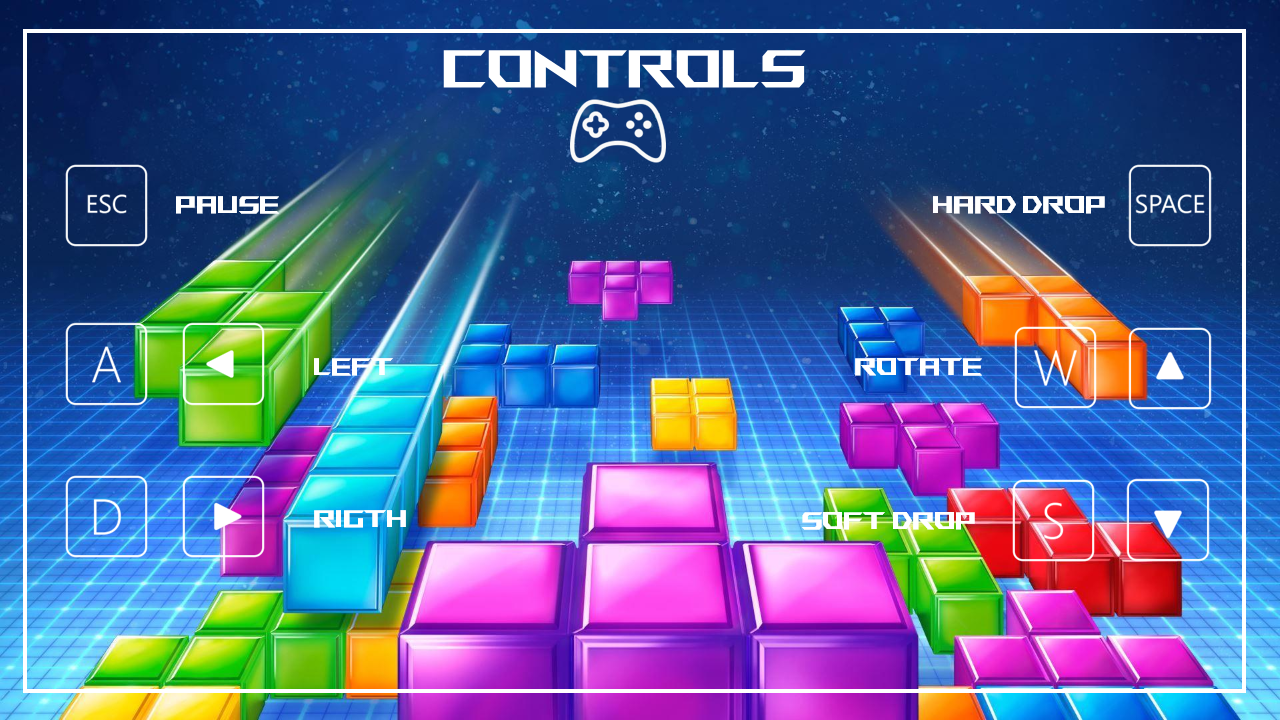 CONTROLS
ESC PAUSE
HARD DROP SPACE
A LEFT
ROTATE W
D RIGTH
SOFT DROP S